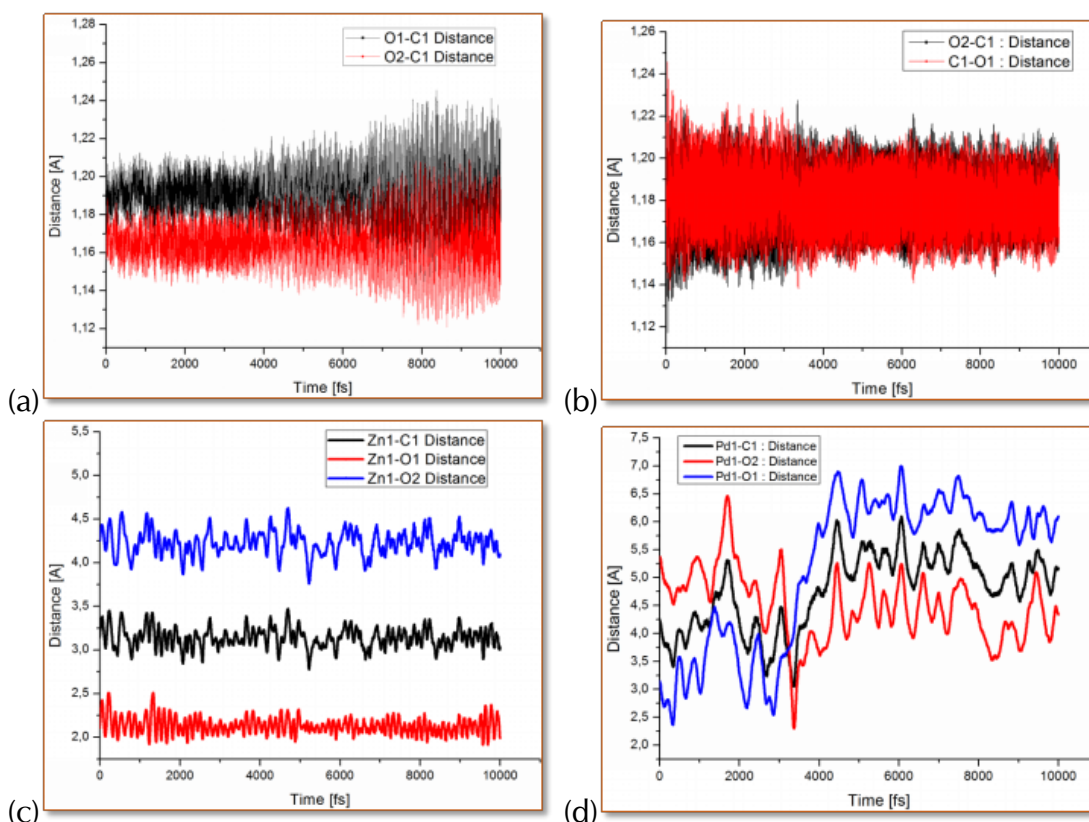 O1-C1 Distance
O2-C1 Distance
1,28
1,26
1,24
1,22
1,20
1,18
1,16
1,14
1,12
Distance [A]
0 2000 4000 6000 8000 10000
Time [fs]
(a)
O2-C1 : Distance
C1-O1 : Distance
1,26
1,24
1,22
1,20
1,18
1,16
1,14
1,12
Distance [A]
0 2000 4000 6000 8000 10000
Time [fs]
(b)
Zn1-C1 Distance
Zn1-O1 Distance
Zn1-O2 Distance
5,5
5,0
4,5
4,0
3,5
3,0
2,5
2,0
Distance [A]
0 2000 4000 6000 8000 10000
Time [fs]
(c)
Pd1-C1 : Distance
Pd1-O2 : Distance
Pd1-O1 : Distance
7,5
7,0
6,5
6,0
5,5
5,0
4,5
4,0
3,5
3,0
2,5
2,0
Distance [A]
0 2000 4000 6000 8000 10000
Time [fs]
(d)